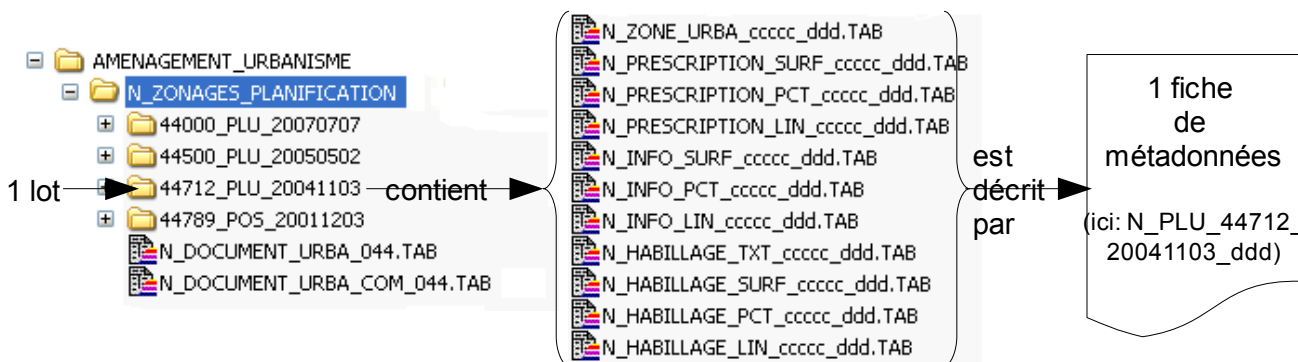 AMENAGEMENT_URBANISME
N_ZONAGES_PLANIFICATION
44000_PLU_20070707
44500_PLU_20050502
1 lot
44712_PLU_20041103
contient
44789_POS_20011203
N_DOCUMENT_URBA_044.TAB
N_DOCUMENT_URBA_COM_044.TAB
N_ZONE_URBA_ccccc_ddd.TAB
N_PRESCRIPTION_SURF_ccccc_ddd.TAB
N_PRESCRIPTION_PCT_ccccc_ddd.TAB
N_PRESCRIPTION_LIN_ccccc_ddd.TAB
N_INFO_SURF_ccccc_ddd.TAB
N_INFO_PCT_ccccc_ddd.TAB
N_INFO_LIN_ccccc_ddd.TAB
N_HABILLAGE_TXT_ccccc_ddd.TAB
N_HABILLAGE_SURF_ccccc_ddd.TAB
N_HABILLAGE_PCT_ccccc_ddd.TAB
N_HABILLAGE_LIN_ccccc_ddd.TAB
est
décrit
par
1 fiche
de
métadonnées
(ici: N_PLU_44712_
20041103_ddd)